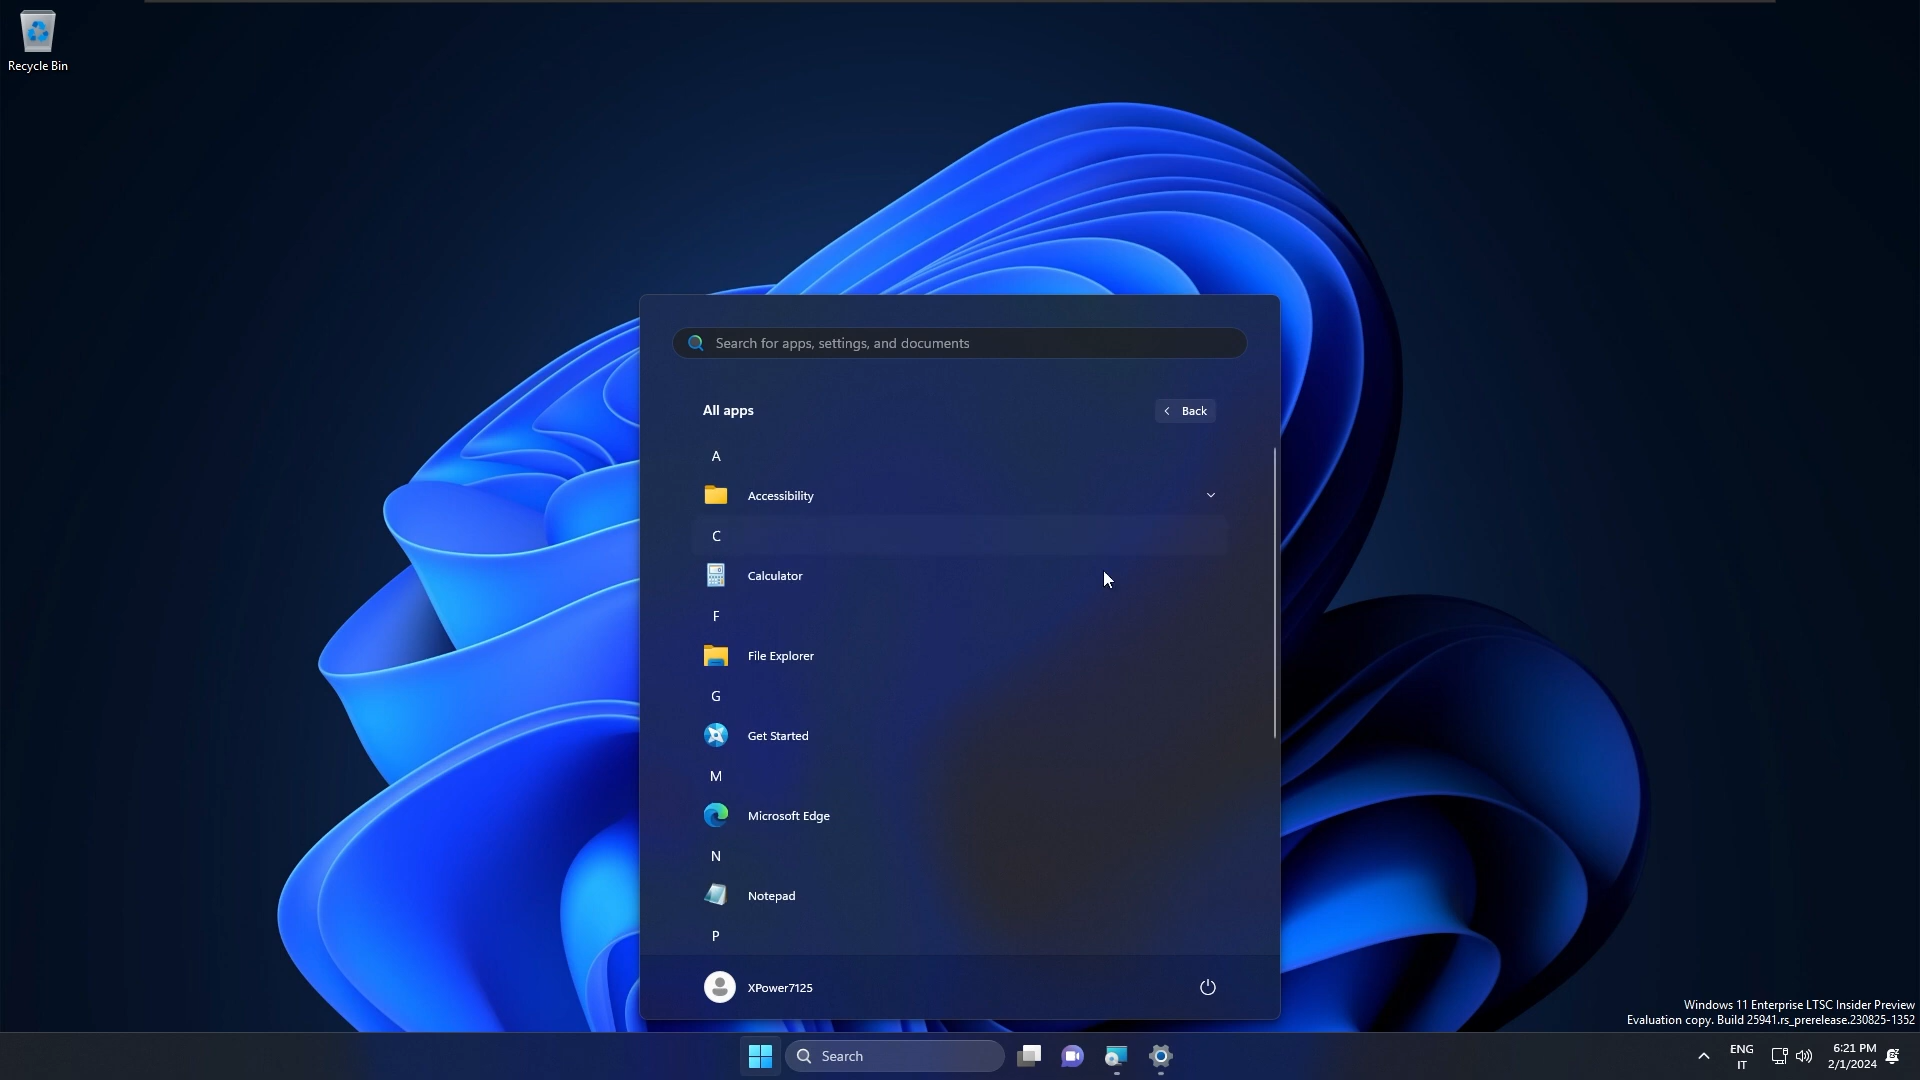 Recycle Bin
Search for apps, settings, and documents
All apps
Back
A
Accessibility
C
Calculator
F
File Explorer
G
Get Started
M
Microsoft Edge
N
Notepad
P
XPower7125
Windows 11 Enterprise LTSC Insider Preview
Evaluation copy. Build 25941.rs_prerelease.230825-1352
Search
ENG
IT
6:21 PM
2/1/2024